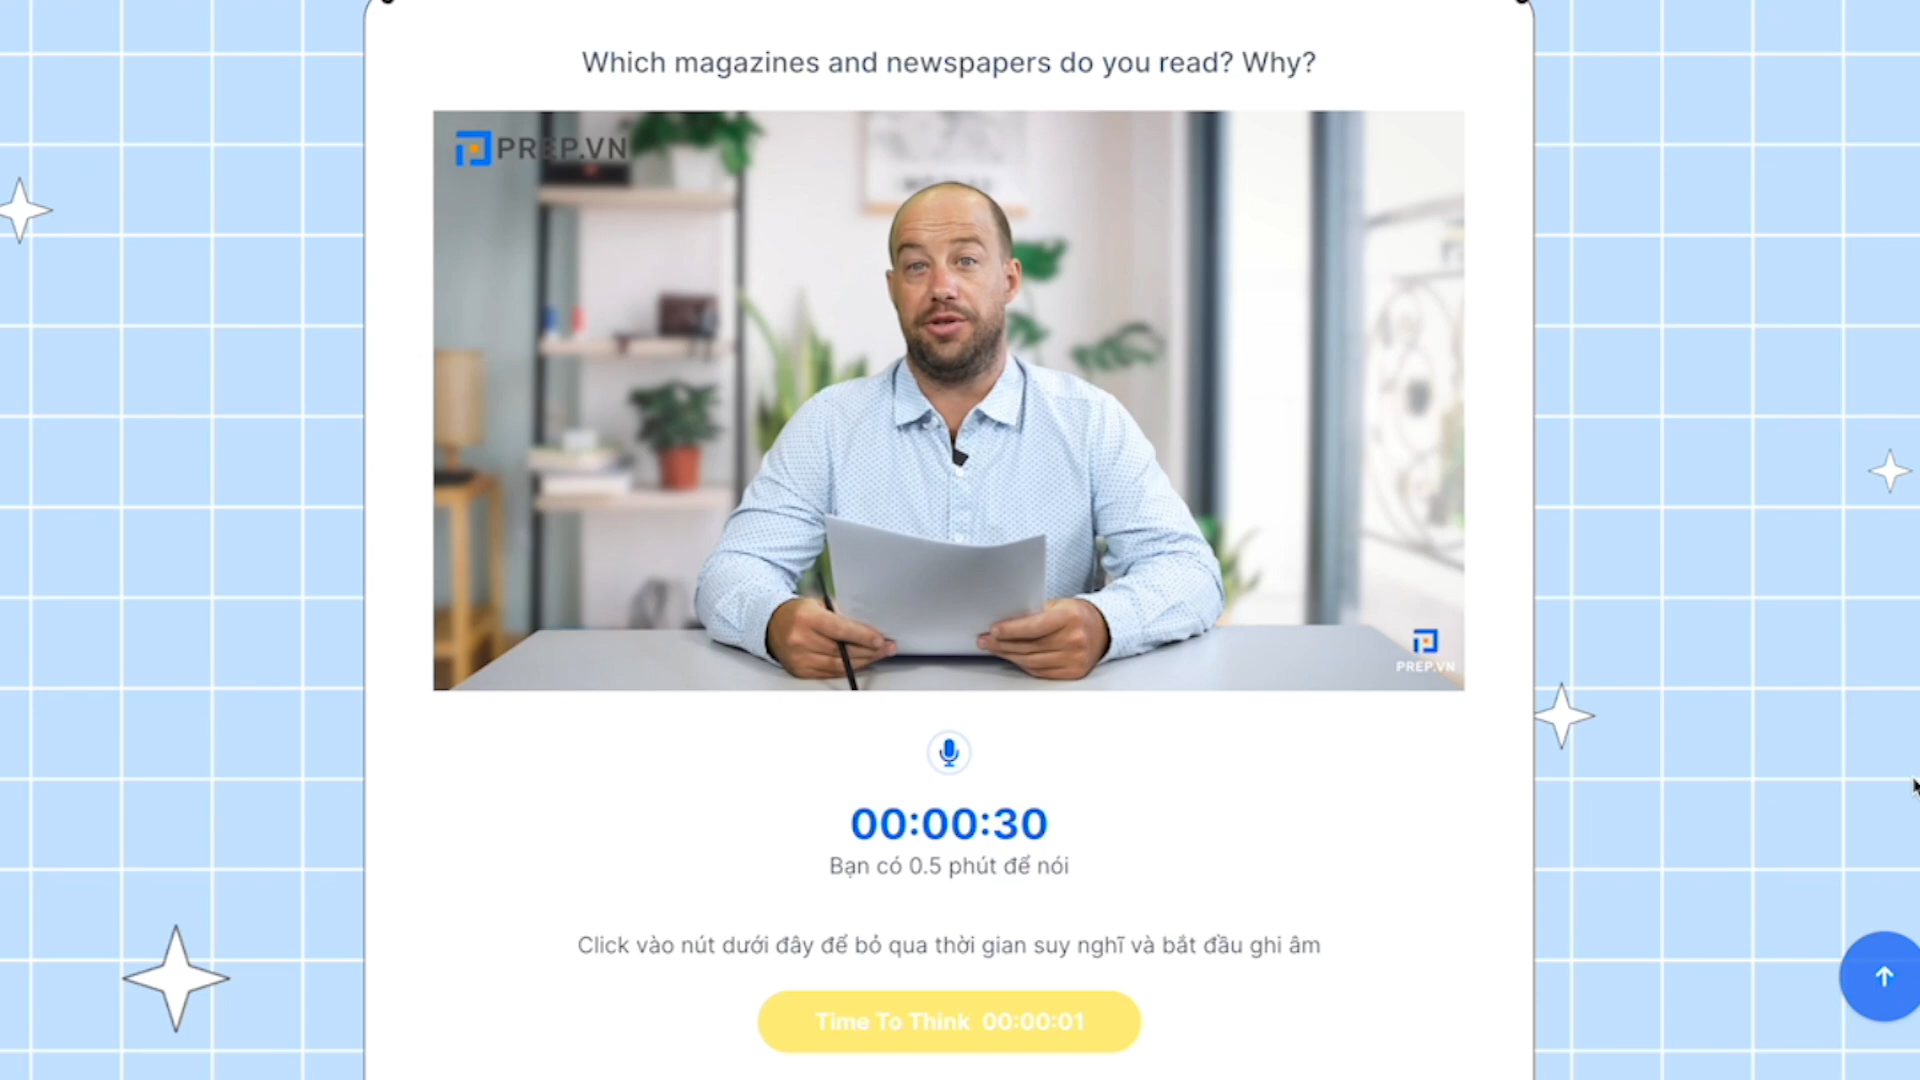 Which magazines and newspapers do you read? Why?
PREP.VN
PREP.VN
00:00:30
Bạn có 0.5 phút để nói
Click vào nút dưới đây để bỏ qua thời gian suy nghĩ và bắt đầu ghi âm
Time To Think 00:00:01